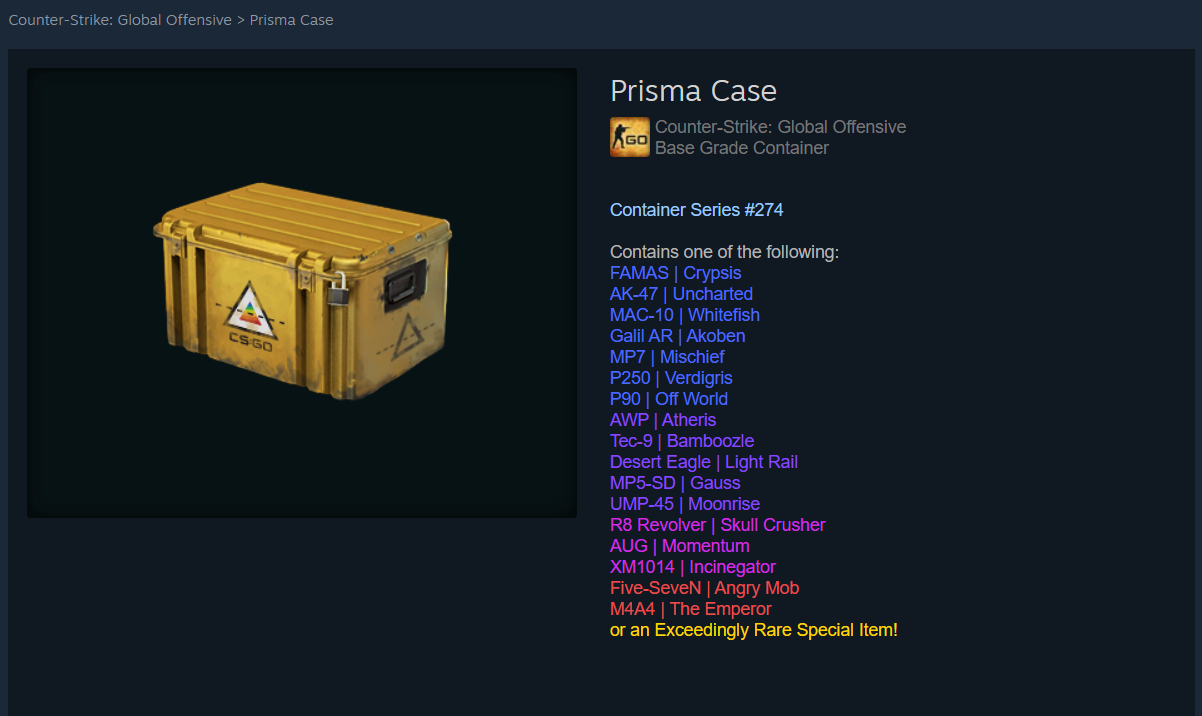 Counter-Strike: Global Offensive > Prisma Case
CS:GO
Prisma Case
GO
Counter-Strike: Global Offensive
Base Grade Container
Container Series #274
Contains one of the following:
FAMAS | Crypsis
AK-47 | Uncharted
MAC-10 | Whitefish
Galil AR | Akoben
MP7 | Mischief
P250 | Verdigris
P90 | Off World
AWP | Atheris
Tec-9 | Bamboozle
Desert Eagle | Light Rail
MP5-SD | Gauss
UMP-45 | Moonrise
R8 Revolver | Skull Crusher
AUG | Momentum
XM1014 | Incinegator
Five-SeveN | Angry Mob
M4A4 | The Emperor
or an Exceedingly Rare Special Item!